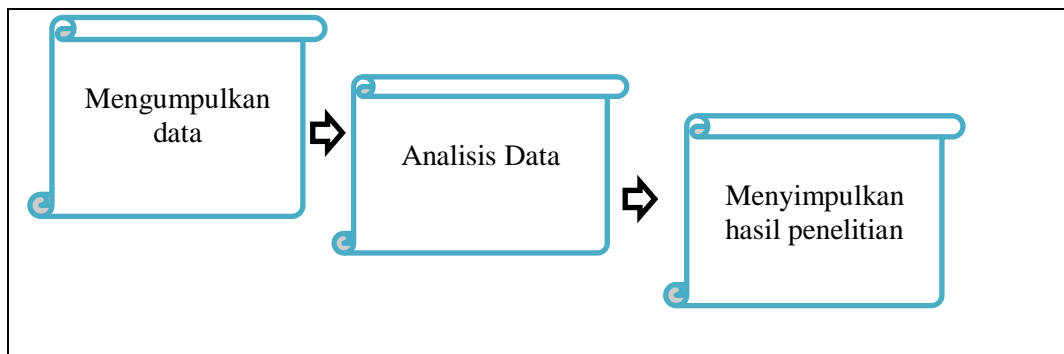 Mengumpulkan
data
Analisis Data
Menyimpulkan
hasil penelitian